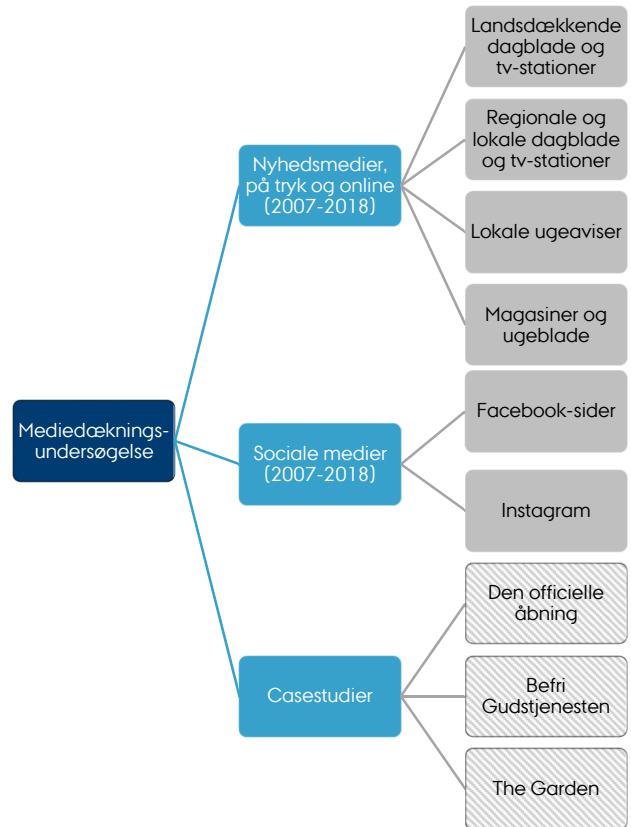 Mediedæknings-
undersøgelse
Nyhedsmedier,
på tryk og online
(2007-2018)
Landsdækkende
dagblade og
tv-stationer
Regionale og
lokale dagblade
og tv-stationer
Lokale ugeaviser
Magasiner og
ugeblade
Sociale medier
(2007-2018)
Facebook-sider
Instagram
Casestudier
Den officielle
åbning
Befri
Gudstjenesten
The Garden